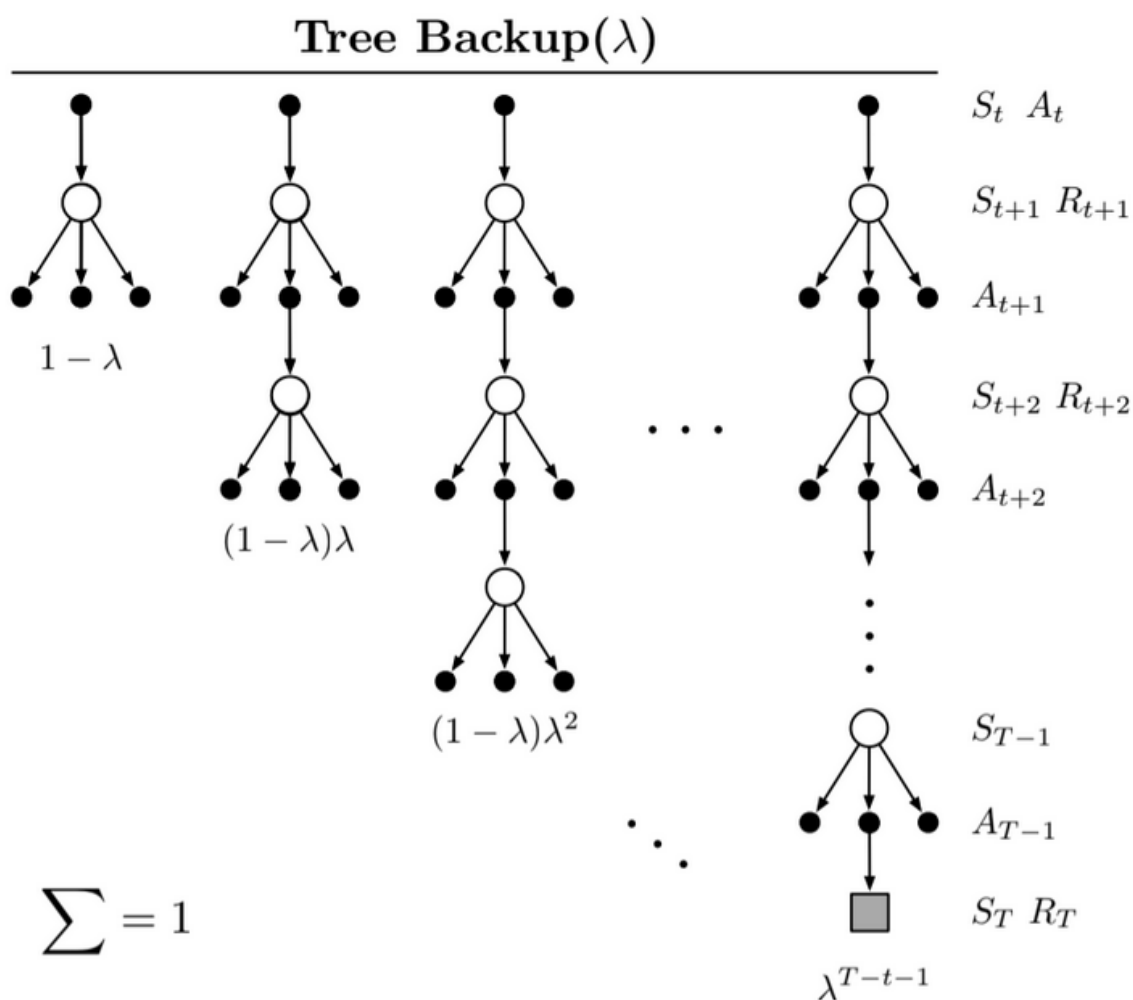 Tree Backup(λ)
S_t A_t
S_{t+1} R_{t+1}
A_{t+1}
1 − λ
S_{t+2} R_{t+2}
A_{t+2}
(1 − λ)λ
(1 − λ)λ²
S_{T−1}
A_{T−1}
∑ = 1
S_T R_T
λ^{T−t−1}